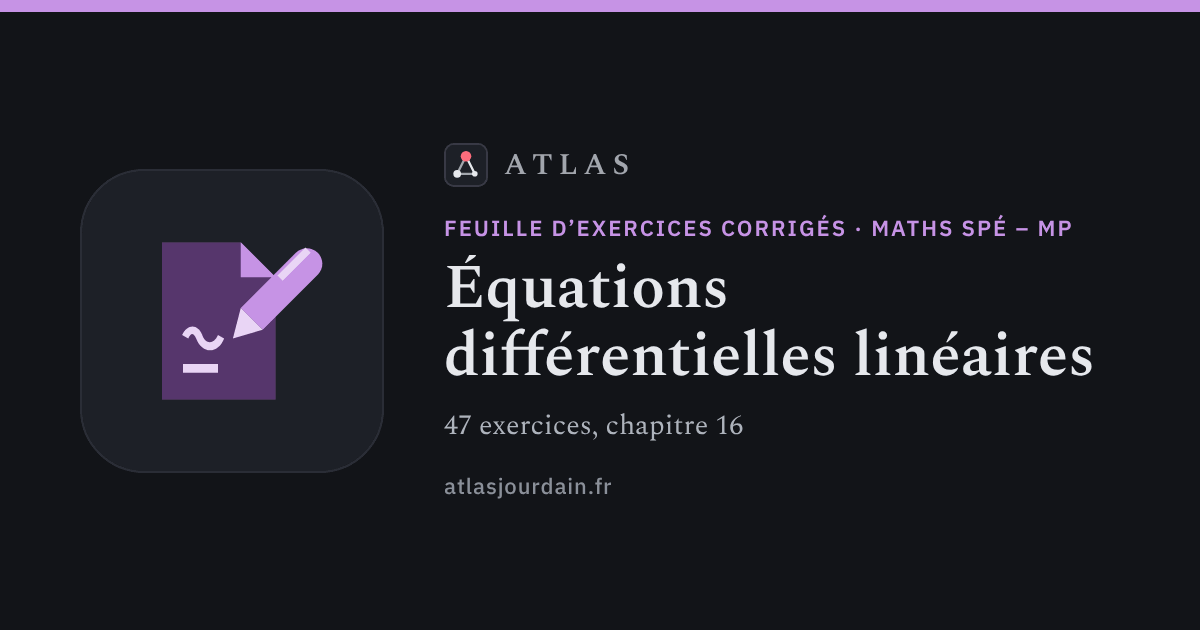 ATLAS
FEUILLE D’EXERCICES CORRIGÉS · MATHS SPÉ – MP
Équations
différentielles linéaires
47 exercices, chapitre 16
atlasjourdain.fr